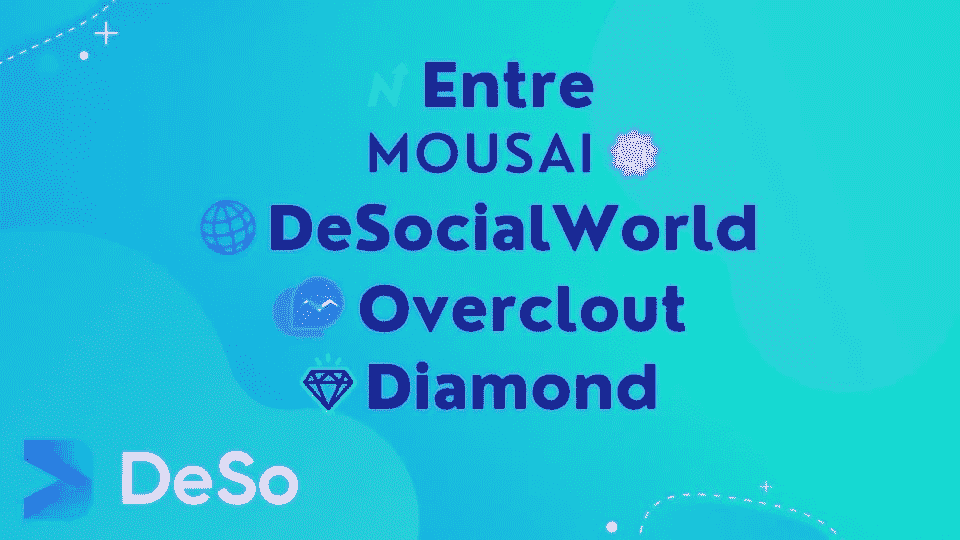 Entre
MOUSAI
DeSocialWorld
Overclout
Diamond
DeSo